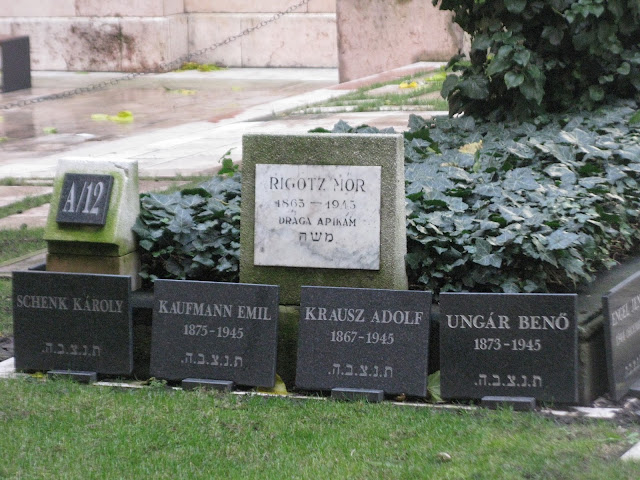 A/12
RIGOTZ MÓR
1863 — 1945
DRÁGA APIKÁM
משה
SCHENK KÁROLY
ת.נ.צ.ב.ה.
KAUFMANN EMIL
1875-1945
ת.נ.צ.ב.ה.
KRAUSZ ADOLF
1867-1945
ת.נ.צ.ב.ה.
UNGÁR BENŐ
1873-1945
ת.נ.צ.ב.ה.
ENGEL